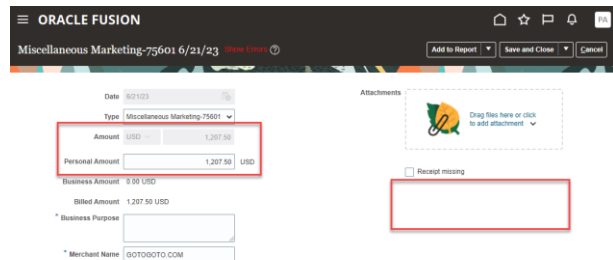 ORACLE FUSION
PA
Miscellaneous Marketing-75601 6/21/23 Show Errors
Add to Report
Save and Close
Cancel
Date 6/21/23
Type Miscellaneous Marketing-75601
Amount USD 1,207.50
Personal Amount 1,207.50 USD
Business Amount 0.00 USD
Billed Amount 1,207.50 USD
* Business Purpose
* Merchant Name GOTOGOTO.COM
Attachments
Drag files here or click
to add attachment
Receipt missing